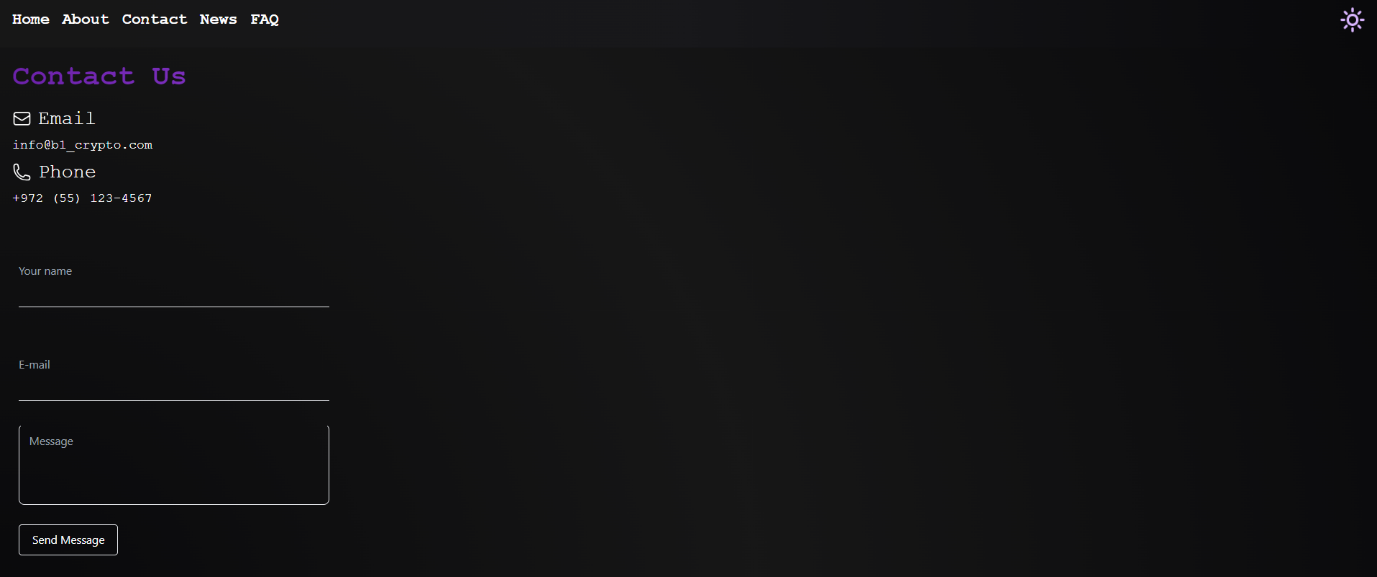 Home About Contact News FAQ
Contact Us
Email
info@bl_crypto.com
Phone
+972 (55) 123-4567
Your name
E-mail
Message
Send Message